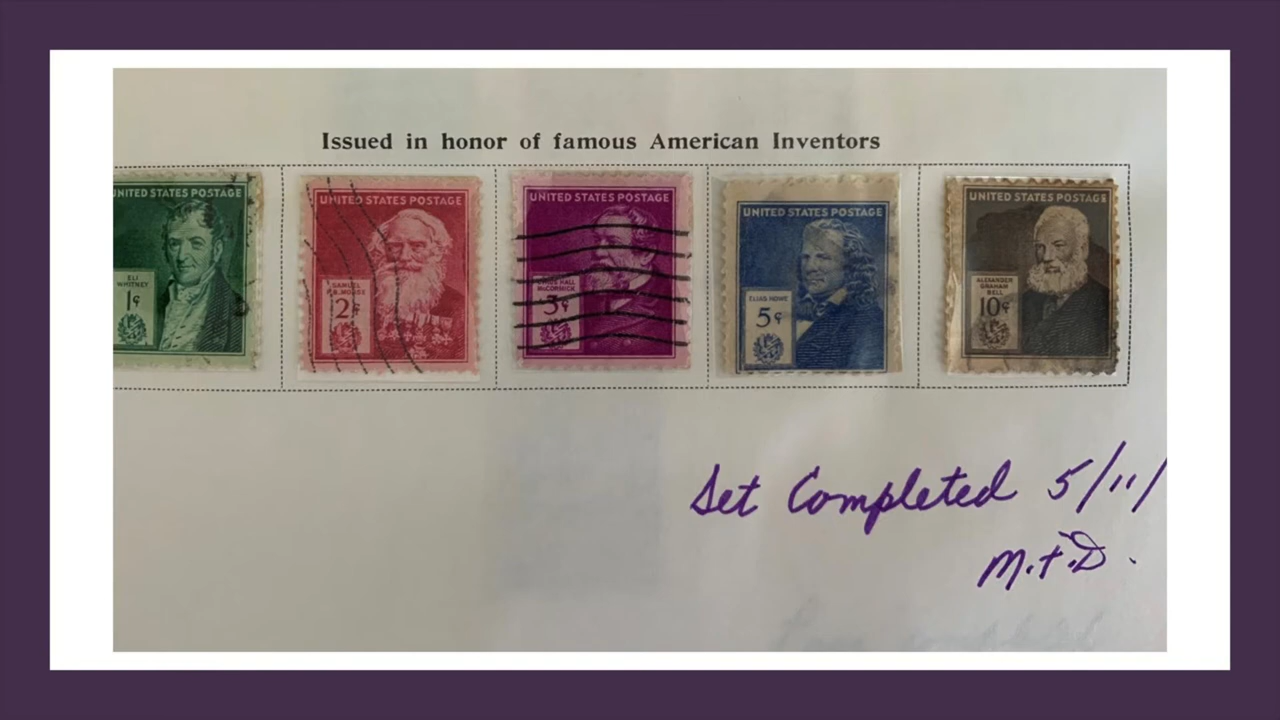 Issued in honor of famous American Inventors
UNITED STATES POSTAGE
ELI
WHITNEY
1¢
UNITED STATES POSTAGE
SAMUEL
F.B. MORSE
2¢
UNITED STATES POSTAGE
HALL
McCORMICK
3¢
UNITED STATES POSTAGE
ELIAS HOWE
5¢
UNITED STATES POSTAGE
ALEXANDER
GRAHAM
BELL
10¢
Set Completed 5/11/
M.F.D.